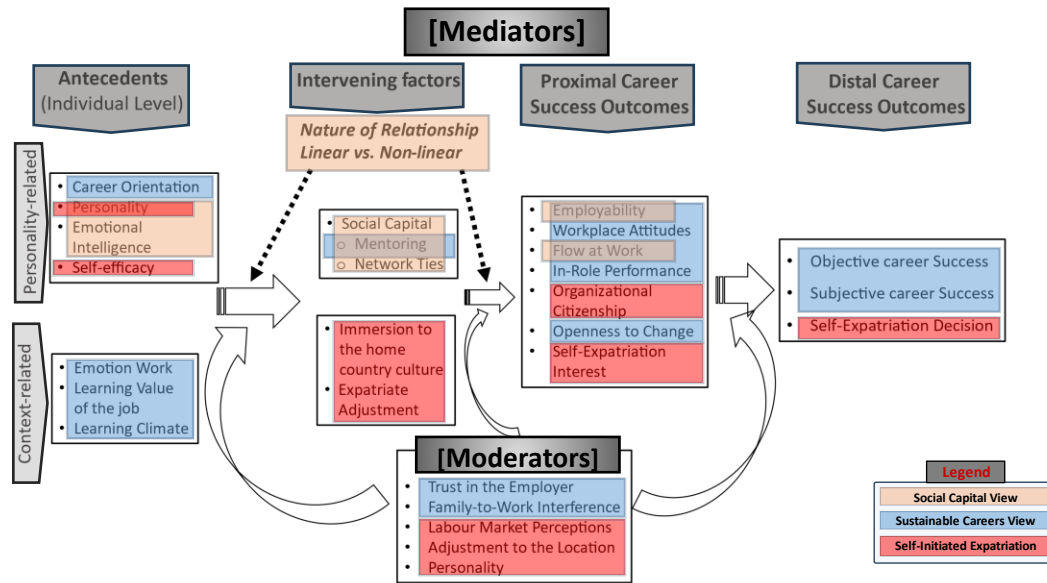 [Mediators]
Antecedents
(Individual Level)
Intervening factors
Proximal Career
Success Outcomes
Distal Career
Success Outcomes
Nature of Relationship
Linear vs. Non-linear
Personality-related
• Career Orientation
• Personality
• Emotional
Intelligence
• Self-efficacy
• Social Capital
o Mentoring
o Network Ties
• Employability
• Workplace Attitudes
• Flow at Work
• In-Role Performance
• Organizational
Citizenship
• Openness to Change
• Self-Expatriation
Interest
• Objective career Success
• Subjective career Success
• Self-Expatriation Decision
Context-related
• Emotion Work
• Learning Value
of the job
• Learning Climate
• Immersion to
the home
country culture
• Expatriate
Adjustment
[Moderators]
• Trust in the Employer
• Family-to-Work Interference
• Labour Market Perceptions
• Adjustment to the Location
• Personality
Legend
Social Capital View
Sustainable Careers View
Self-Initiated Expatriation